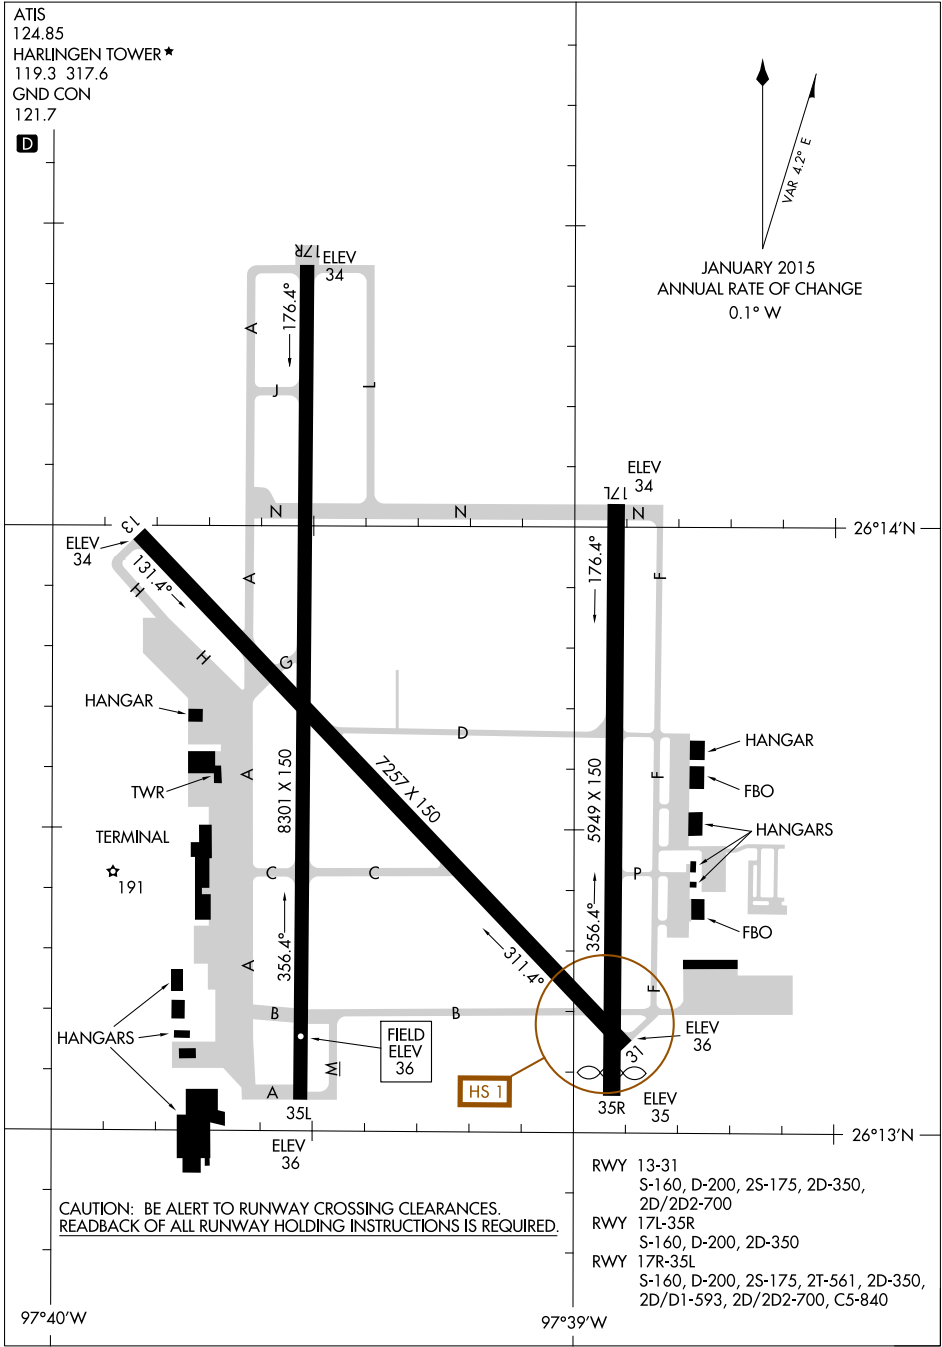 ATIS
124.85
HARLINGEN TOWER
119.3 317.6
GND CON
121.7
D
VAR 4.2° E
JANUARY 2015
ANNUAL RATE OF CHANGE
0.1° W
17R
ELEV
34
176.4°
A
J
L
ELEV
34
17L
N
N
N
26°14'N
13
ELEV
34
131.4°
H
H
A
G
176.4°
F
HANGAR
D
TWR
A
8301 X 150
7257 X 150
5949 X 150
F
HANGAR
FBO
HANGARS
TERMINAL
191
C
C
P
356.4°
311.4°
356.4°
FBO
A
F
B
B
HANGARS
FIELD
ELEV
36
M
ELEV
36
31
HS 1
A
35L
35R
ELEV
35
ELEV
36
26°13'N
RWY 13-31
S-160, D-200, 2S-175, 2D-350,
2D/2D2-700
RWY 17L-35R
S-160, D-200, 2D-350
RWY 17R-35L
S-160, D-200, 2S-175, 2T-561, 2D-350,
2D/D1-593, 2D/2D2-700, C5-840
CAUTION: BE ALERT TO RUNWAY CROSSING CLEARANCES.
READBACK OF ALL RUNWAY HOLDING INSTRUCTIONS IS REQUIRED.
97°40'W
97°39'W